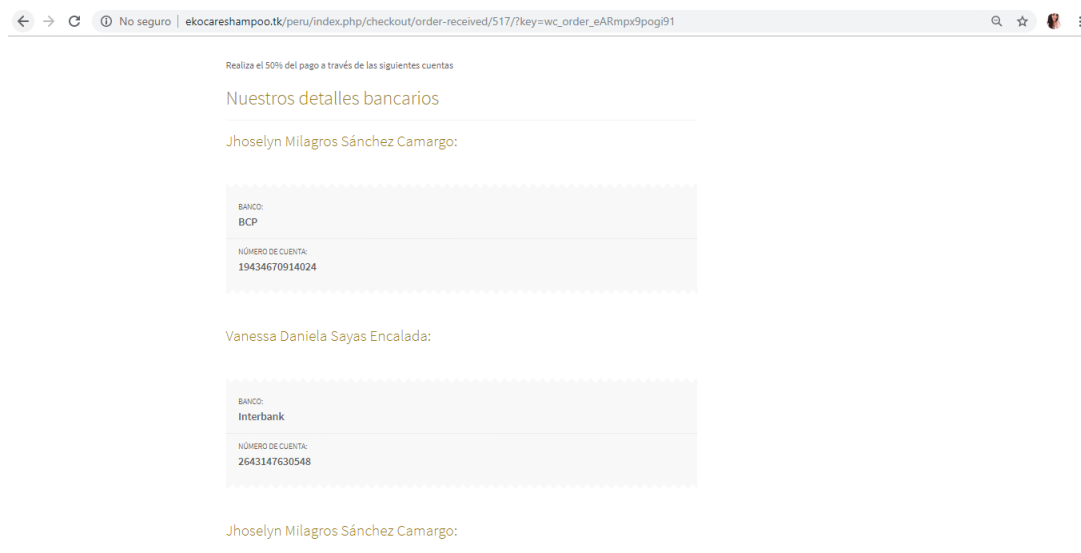 No seguro | ekocareshampoo.tk/peru/index.php/checkout/order-received/517/?key=wc_order_eARmpx9pogi91
Realiza el 50% del pago a través de las siguientes cuentas
Nuestros detalles bancarios
Jhoselyn Milagros Sánchez Camargo:
BANCO:
BCP
NÚMERO DE CUENTA:
19434670914024
Vanessa Daniela Sayas Encalada:
BANCO:
Interbank
NÚMERO DE CUENTA:
2643147630548
Jhoselyn Milagros Sánchez Camargo: